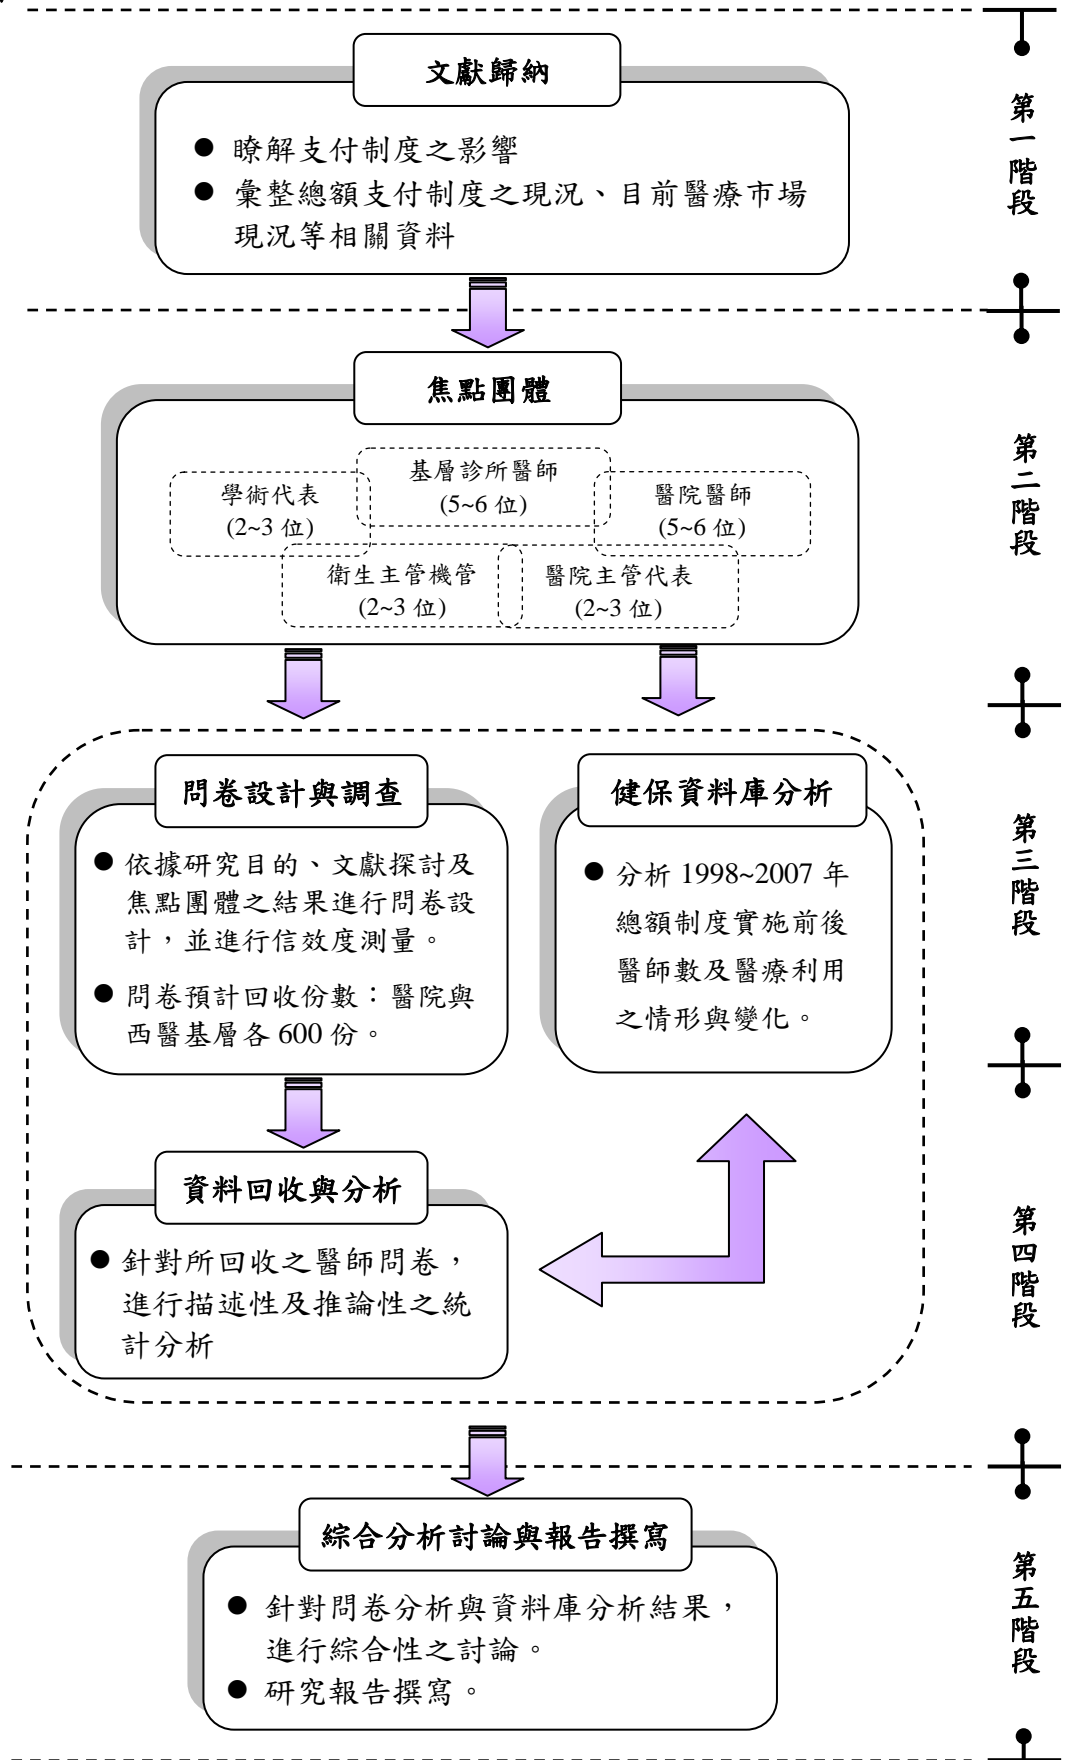 文獻歸納
● 瞭解支付制度之影響
● 彙整總額支付制度之現況、目前醫療市場
現況等相關資料
第一階段
焦點團體
學術代表
(2~3 位)
基層診所醫師
(5~6 位)
醫院醫師
(5~6 位)
衛生主管機管
(2~3 位)
醫院主管代表
(2~3 位)
第二階段
問卷設計與調查
● 依據研究目的、文獻探討及
焦點團體之結果進行問卷設
計，並進行信效度測量。
● 問卷預計回收份數：醫院與
西醫基層各 600 份。
健保資料庫分析
● 分析 1998~2007 年
總額制度實施前後
醫師數及醫療利用
之情形與變化。
第三階段
資料回收與分析
● 針對所回收之醫師問卷，
進行描述性及推論性之統
計分析
第四階段
綜合分析討論與報告撰寫
● 針對問卷分析與資料庫分析結果，
進行綜合性之討論。
● 研究報告撰寫。
第五階段